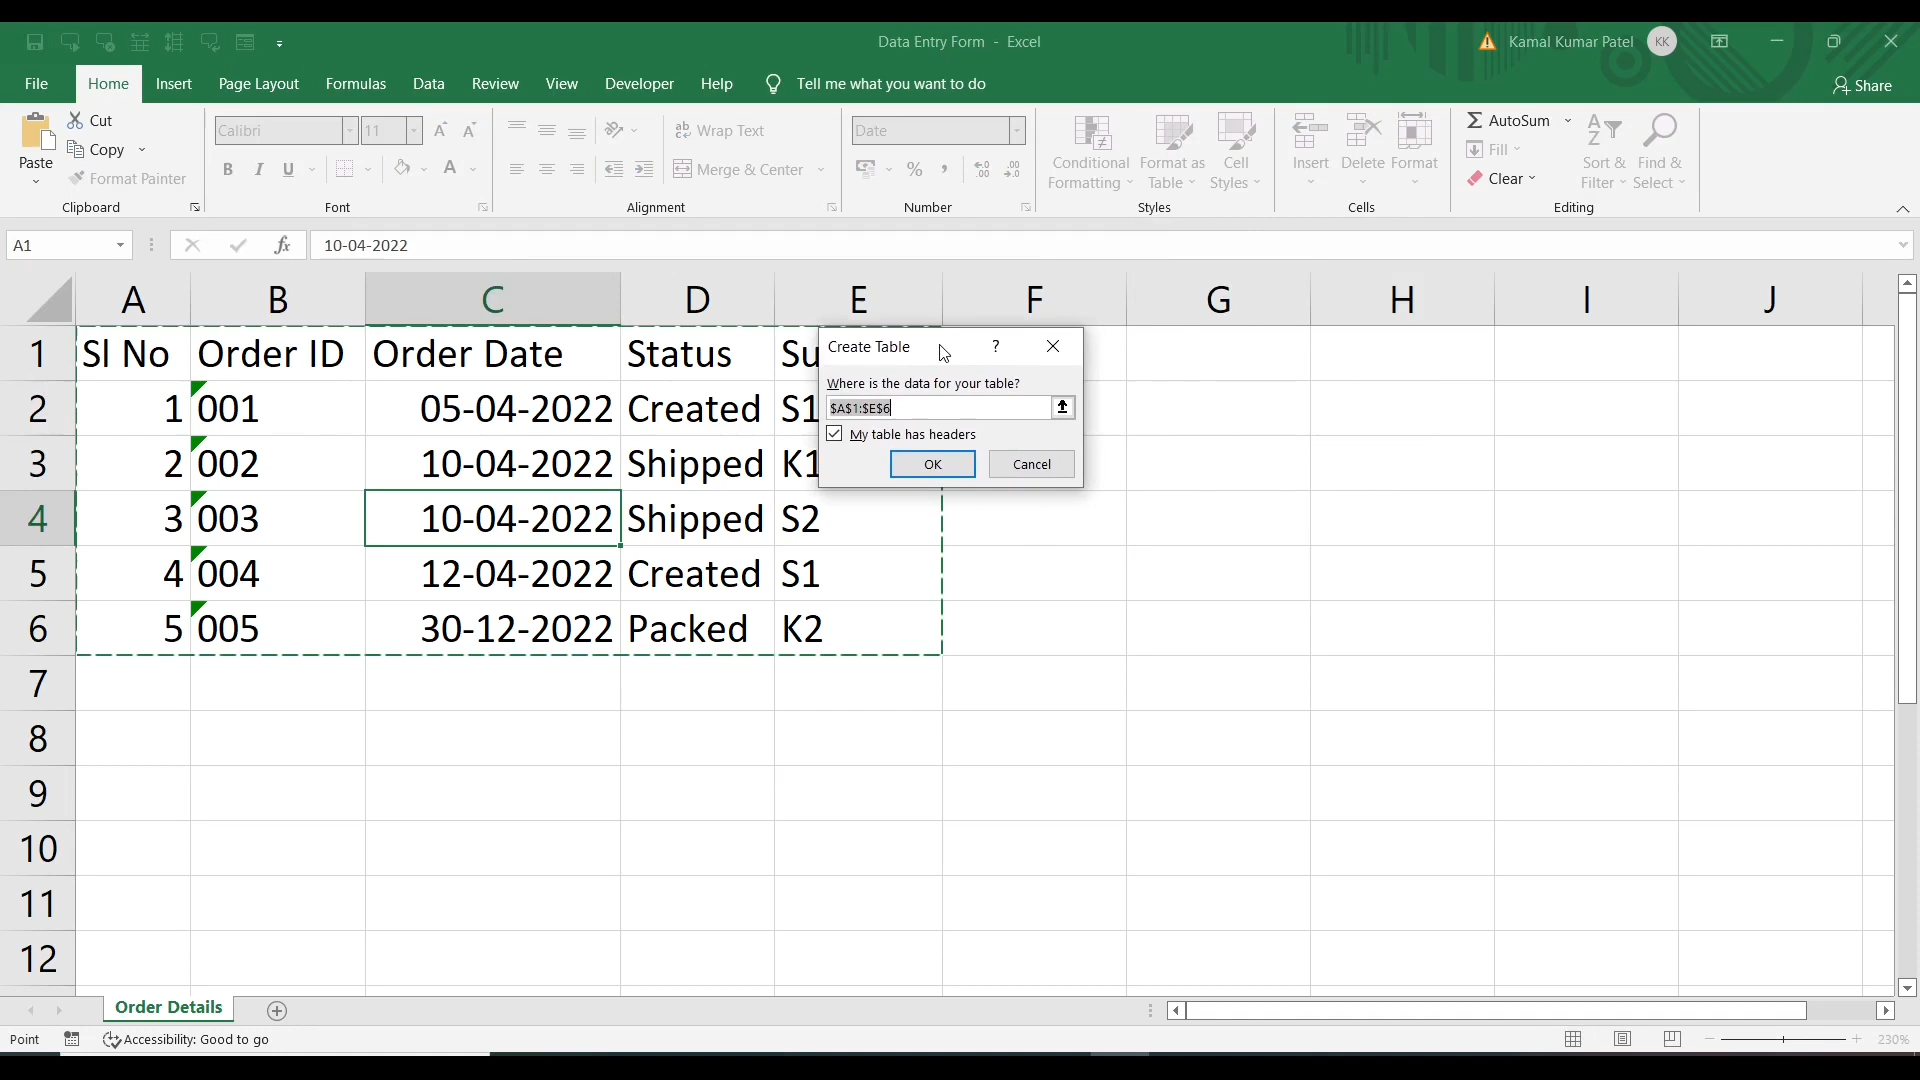 Data Entry Form - Excel
Kamal Kumar Patel KK
File Home Insert Page Layout Formulas Data Review View Developer Help Tell me what you want to do Share
Paste
Cut
Copy
Format Painter
Clipboard
Calibri 11
B I U
Font
ab Wrap Text
Merge & Center
Alignment
Date
% ,
Number
Conditional Formatting
Format as Table
Cell Styles
Styles
Insert Delete Format
Cells
AutoSum
Fill
Clear
Sort & Filter
Find & Select
Editing
A1 fx 10-04-2022
A B C D E F G H I J
1 Sl No Order ID Order Date Status Su
2 1 001 05-04-2022 Created S1
3 2 002 10-04-2022 Shipped K1
4 3 003 10-04-2022 Shipped S2
5 4 004 12-04-2022 Created S1
6 5 005 30-12-2022 Packed K2
7
8
9
10
11
12
Create Table ?
Where is the data for your table?
$A$1:$E$6
My table has headers
OK Cancel
Order Details
Point Accessibility: Good to go 230%